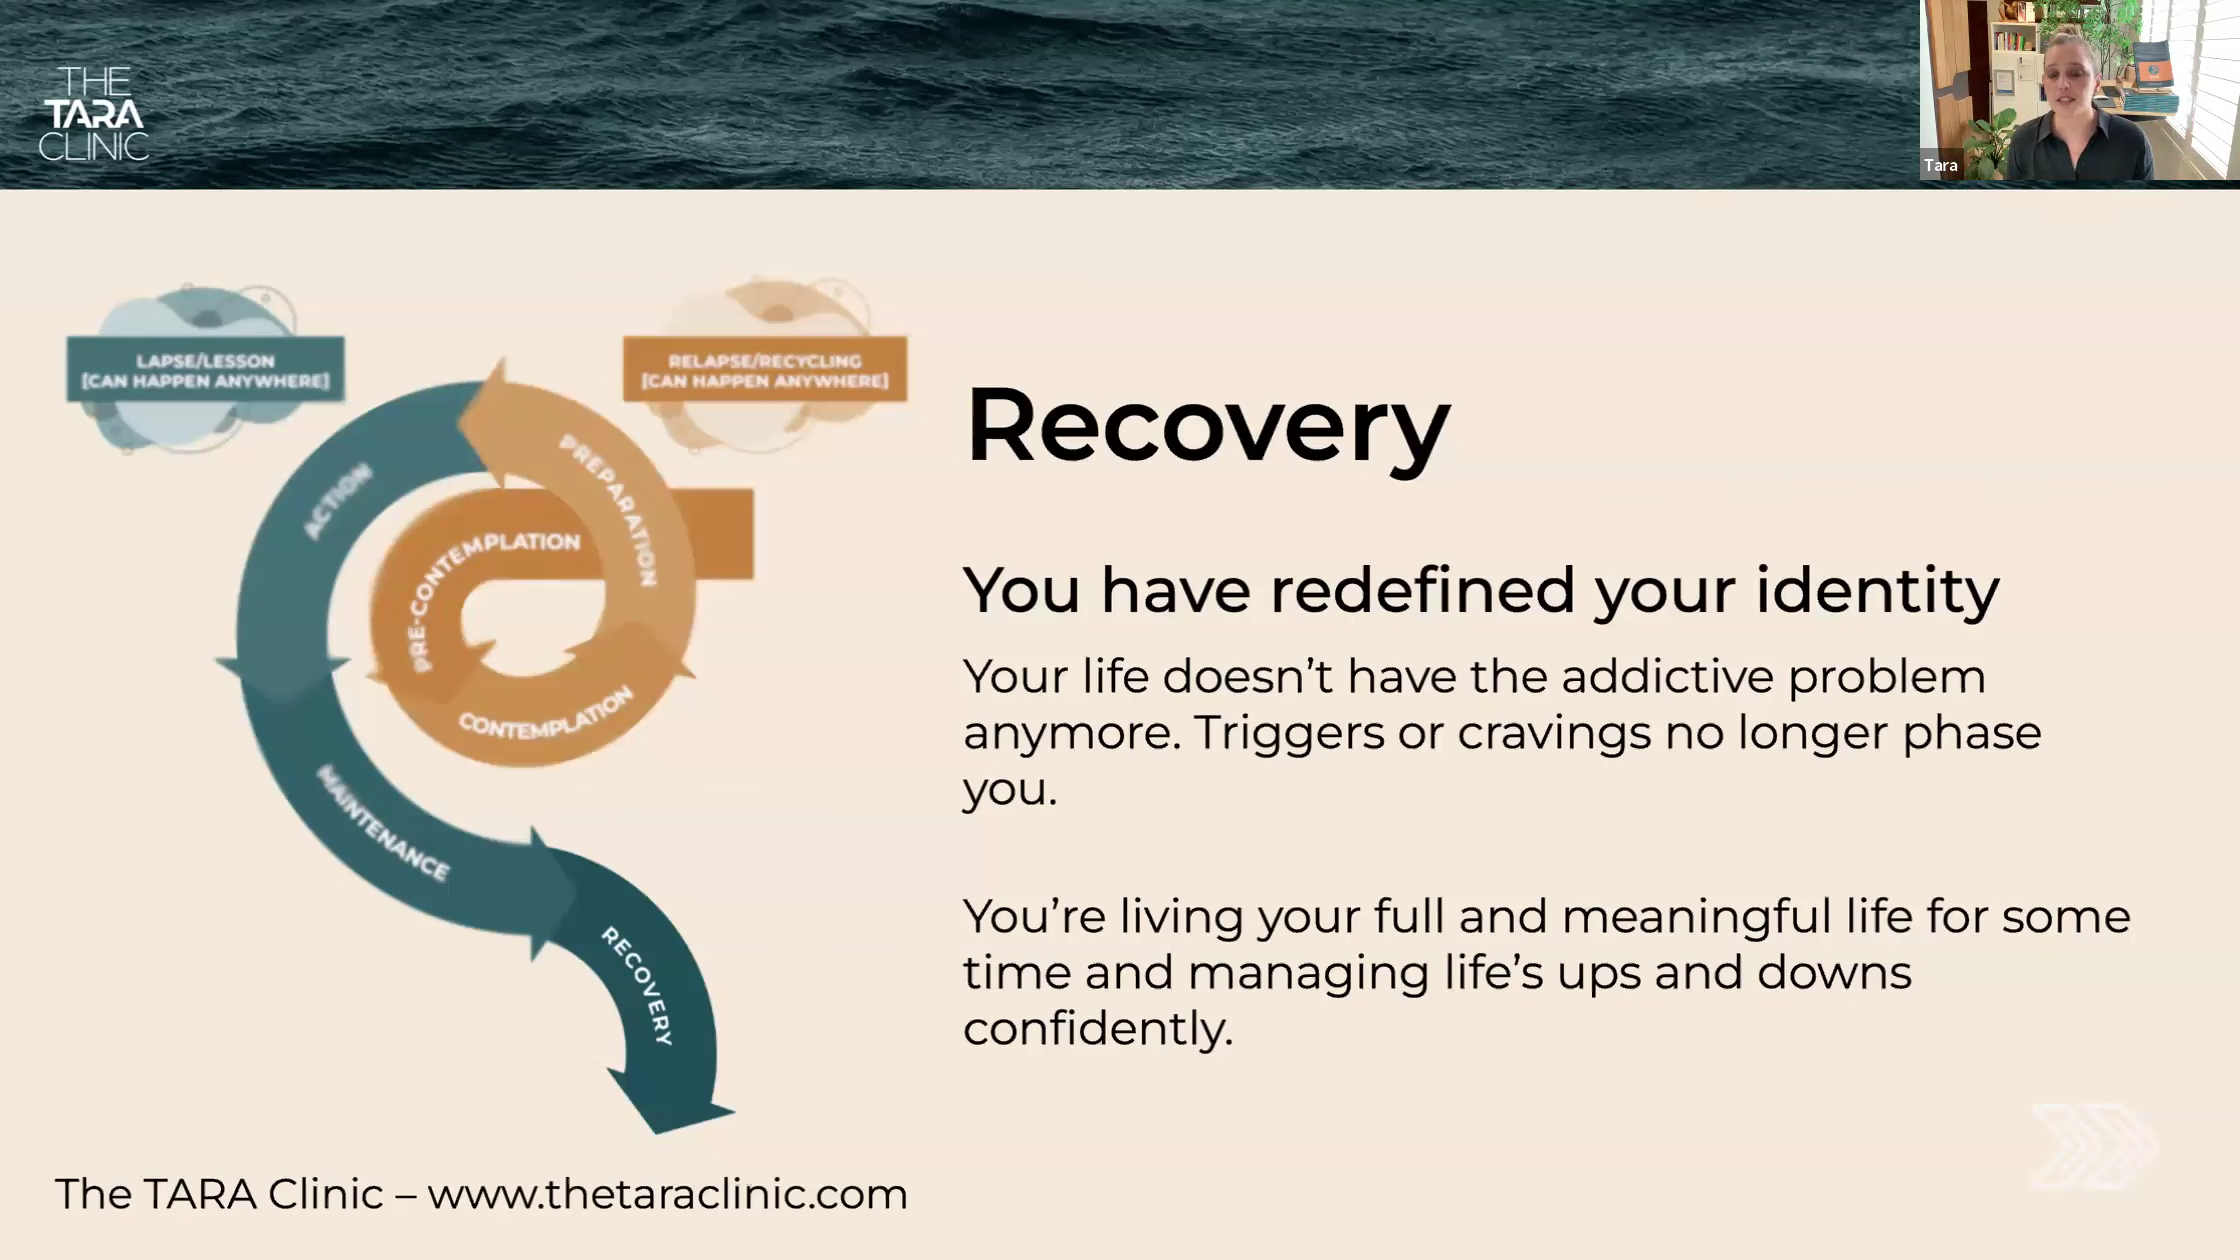 THE
TARA
CLINIC
Tara
LAPSE/LESSON
[CAN HAPPEN ANYWHERE]
RELAPSE/RECYCLING
[CAN HAPPEN ANYWHERE]
PREPARATION
ACTION
PRE-CONTEMPLATION
CONTEMPLATION
MAINTENANCE
RECOVERY
Recovery
You have redefined your identity
Your life doesn’t have the addictive problem
anymore. Triggers or cravings no longer phase
you.
You’re living your full and meaningful life for some
time and managing life’s ups and downs
confidently.
The TARA Clinic – www.thetaraclinic.com